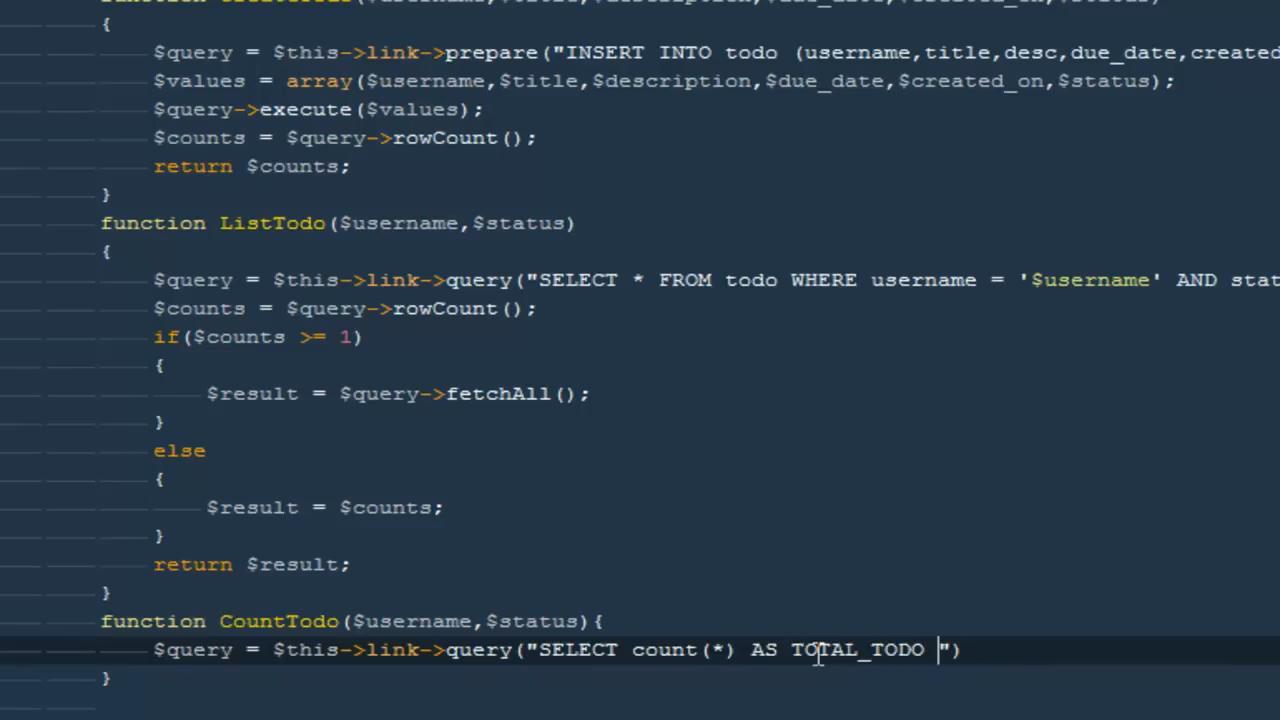 {
$query = $this->link->prepare("INSERT INTO todo (username,title,desc,due_date,created
$values = array($username,$title,$description,$due_date,$created_on,$status);
$query->execute($values);
$counts = $query->rowCount();
return $counts;
}
function ListTodo($username,$status)
{
$query = $this->link->query("SELECT * FROM todo WHERE username = '$username' AND stat
$counts = $query->rowCount();
if($counts >= 1)
{
$result = $query->fetchAll();
}
else
{
$result = $counts;
}
return $result;
}
function CountTodo($username,$status){
$query = $this->link->query("SELECT count(*) AS TOTAL_TODO ")
}